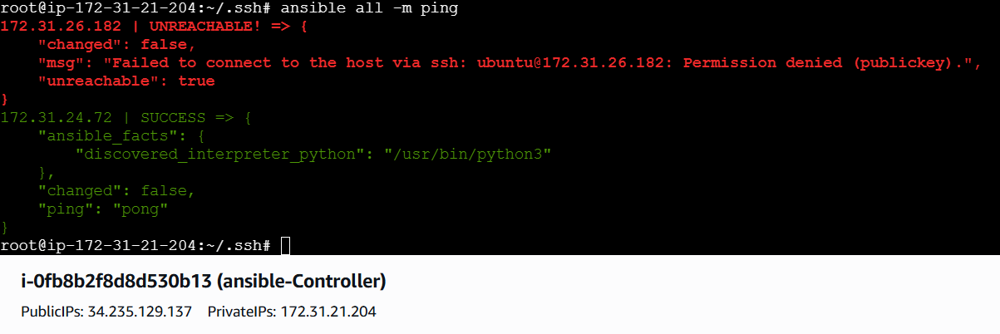 root@ip-172-31-21-204:~/.ssh# ansible all -m ping
172.31.26.182 | UNREACHABLE! => {
    "changed": false,
    "msg": "Failed to connect to the host via ssh: ubuntu@172.31.26.182: Permission denied (publickey).",
    "unreachable": true
}
172.31.24.72 | SUCCESS => {
    "ansible_facts": {
        "discovered_interpreter_python": "/usr/bin/python3"
    },
    "changed": false,
    "ping": "pong"
}
root@ip-172-31-21-204:~/.ssh#
i-0fb8b2f8d8d530b13 (ansible-Controller)
PublicIPs: 34.235.129.137 PrivateIPs: 172.31.21.204